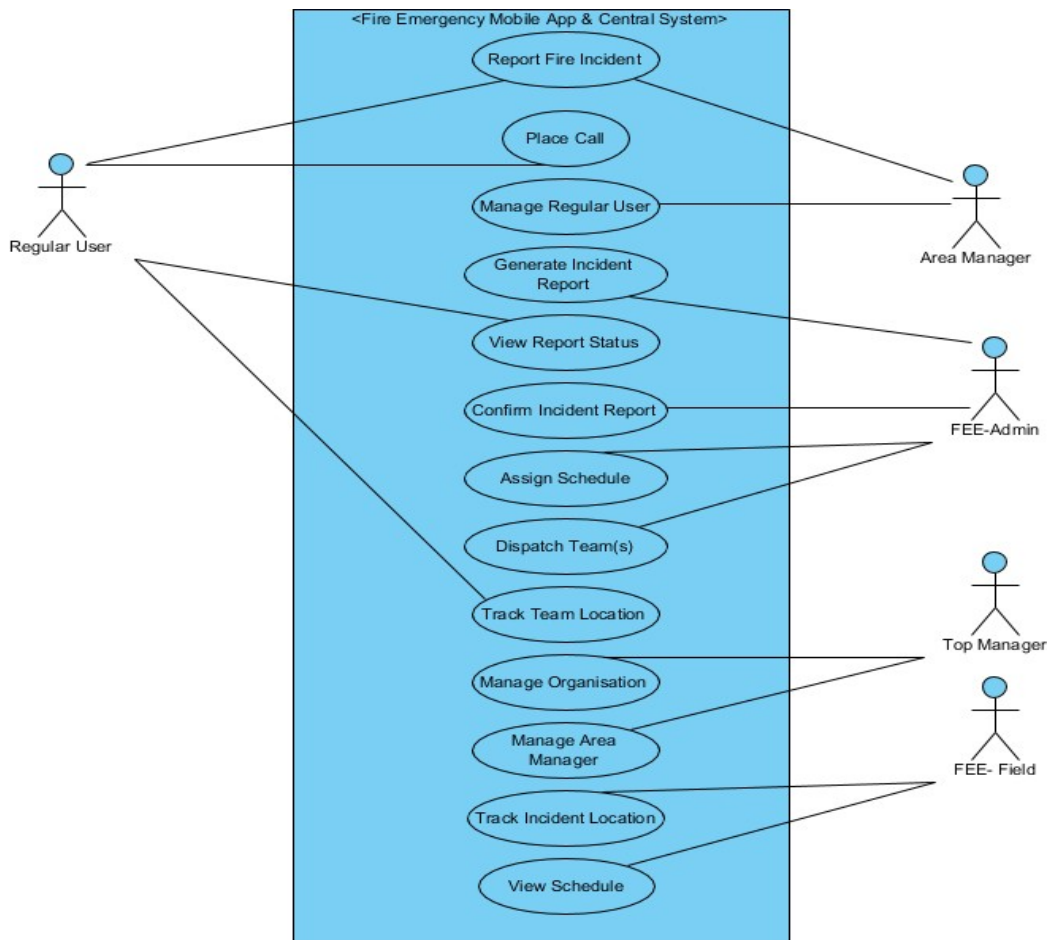 <Fire Emergency Mobile App & Central System>
Report Fire Incident
Place Call
Regular User
Manage Regular User
Area Manager
Generate Incident
Report
View Report Status
Confirm Incident Report
FEE-Admin
Assign Schedule
Dispatch Team(s)
Track Team Location
Top Manager
Manage Organisation
Manage Area
Manager
FEE- Field
Track Incident Location
View Schedule